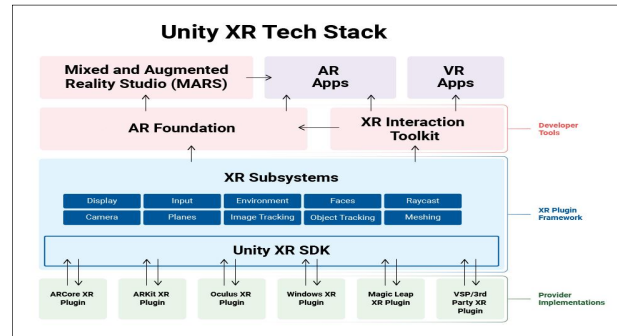 Unity XR Tech Stack
Mixed and Augmented
Reality Studio (MARS)
AR
Apps
VR
Apps
AR Foundation
XR Interaction
Toolkit
Developer
Tools
XR Subsystems
Display
Input
Environment
Faces
Raycast
Camera
Planes
Image Tracking
Object Tracking
Meshing
XR Plugin
Framework
Unity XR SDK
ARCore XR
Plugin
ARKit XR
Plugin
Oculus XR
Plugin
Windows XR
Plugin
Magic Leap
XR Plugin
VSP/3rd
Party XR
Plugin
Provider
Implementations